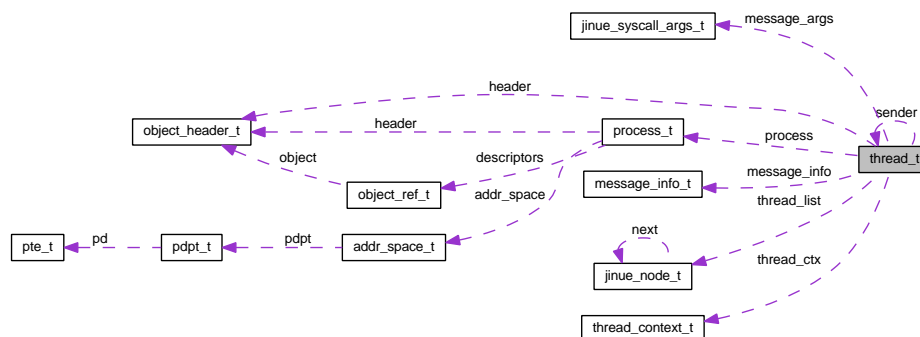 jinue_syscall_args_t
message_args
header
sender
object_header_t
header
process_t
process
thread_t
object
descriptors
message_info
object_ref_t
message_info_t
addr_space
thread_list
pte_t
pd
pdpt_t
pdpt
addr_space_t
next
jinue_node_t
thread_ctx
thread_context_t